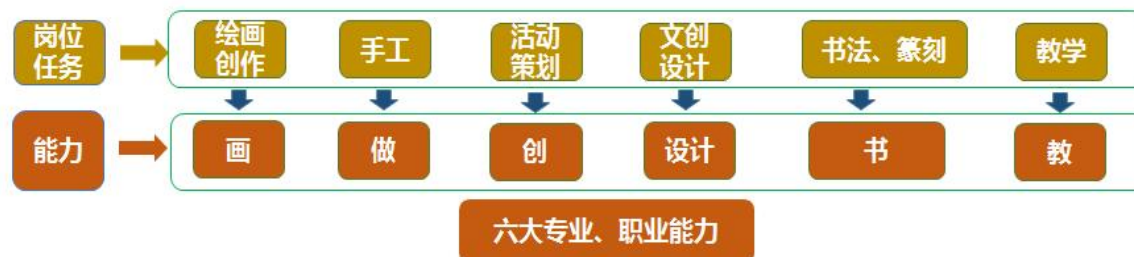 岗位
任务
绘画
创作
手工
活动
策划
文创
设计
书法、篆刻
教学
能力
画
做
创
设计
书
教
六大专业、职业能力